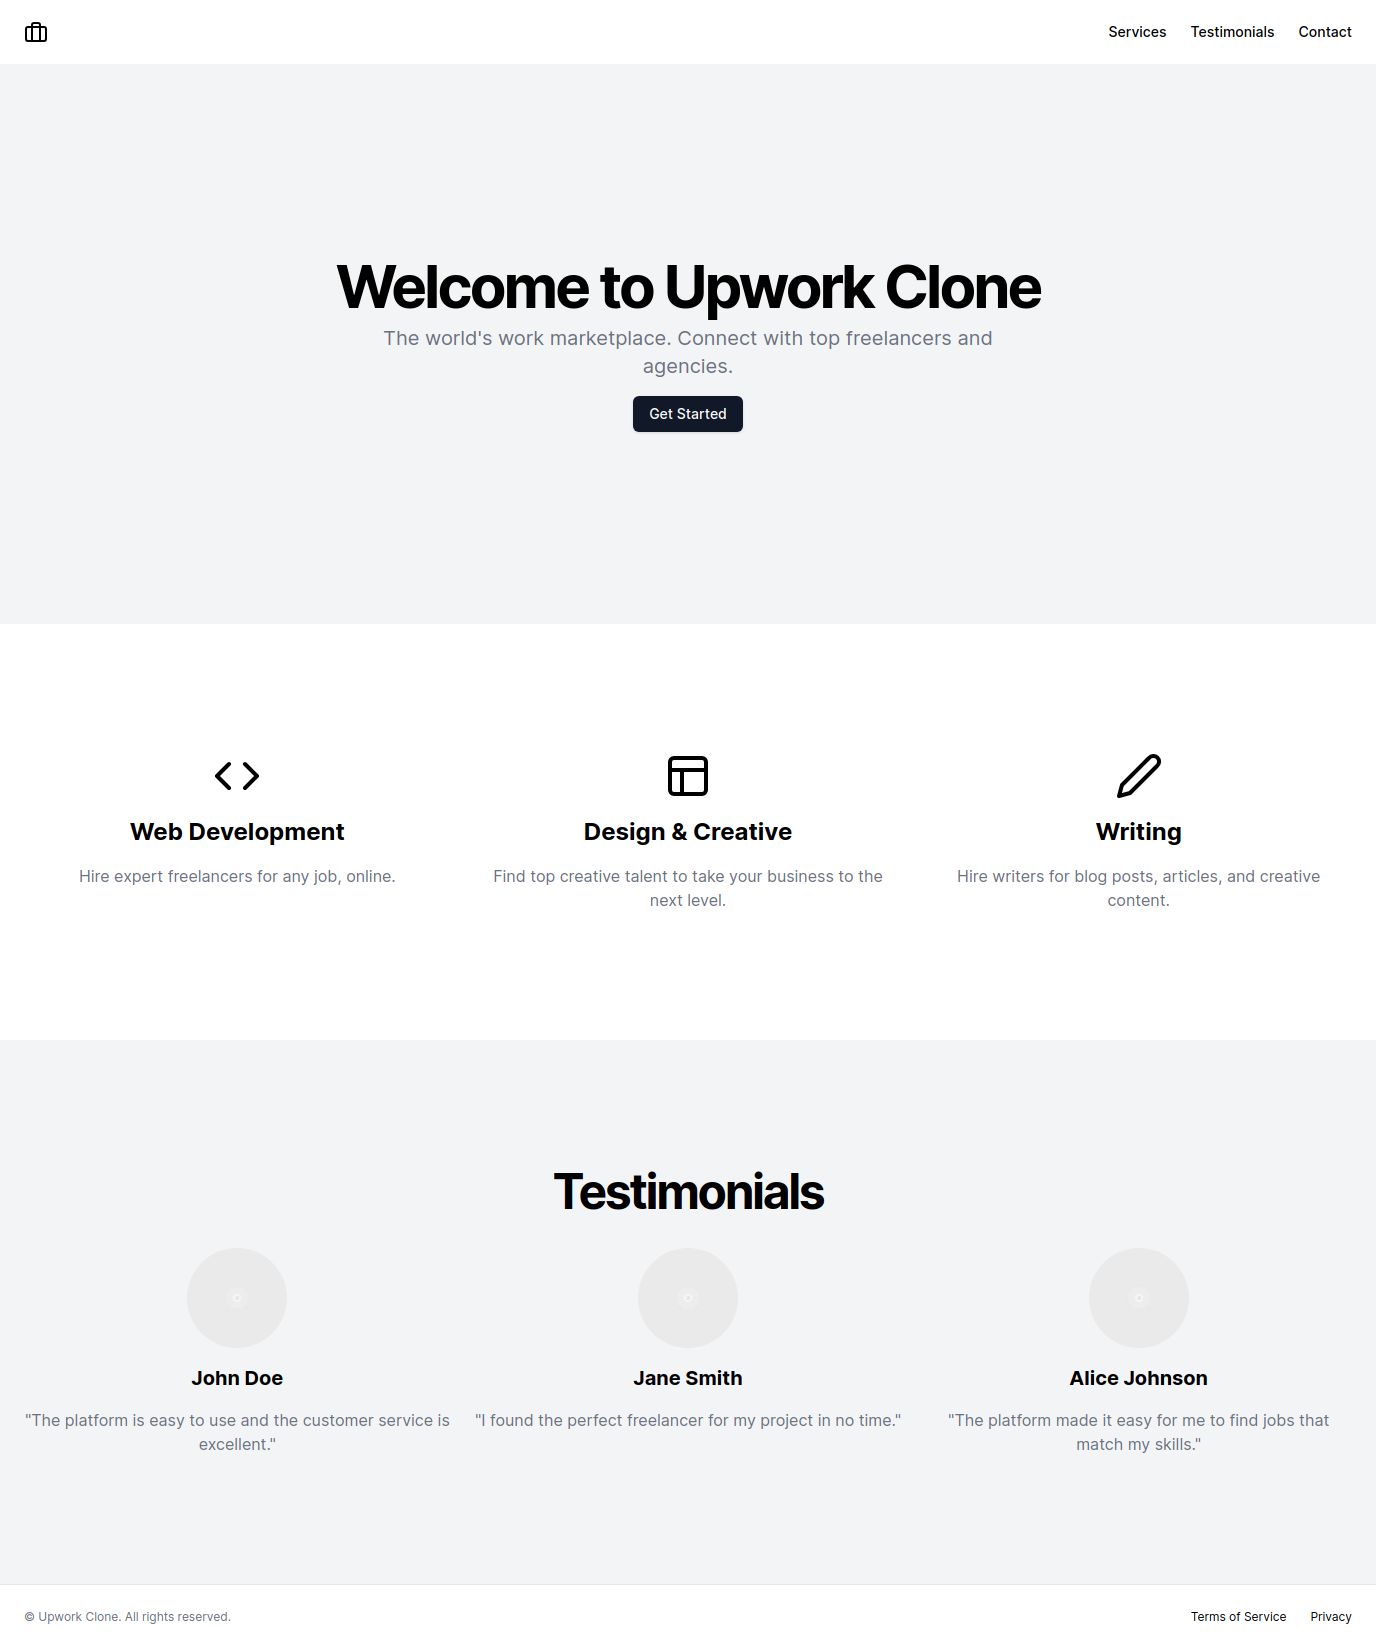 Services Testimonials Contact
Welcome to Upwork Clone
The world's work marketplace. Connect with top freelancers and
agencies.
Get Started
Web Development
Hire expert freelancers for any job, online.
Design & Creative
Find top creative talent to take your business to the
next level.
Writing
Hire writers for blog posts, articles, and creative
content.
Testimonials
John Doe
"The platform is easy to use and the customer service is
excellent."
Jane Smith
"I found the perfect freelancer for my project in no time."
Alice Johnson
"The platform made it easy for me to find jobs that
match my skills."
© Upwork Clone. All rights reserved.
Terms of Service Privacy